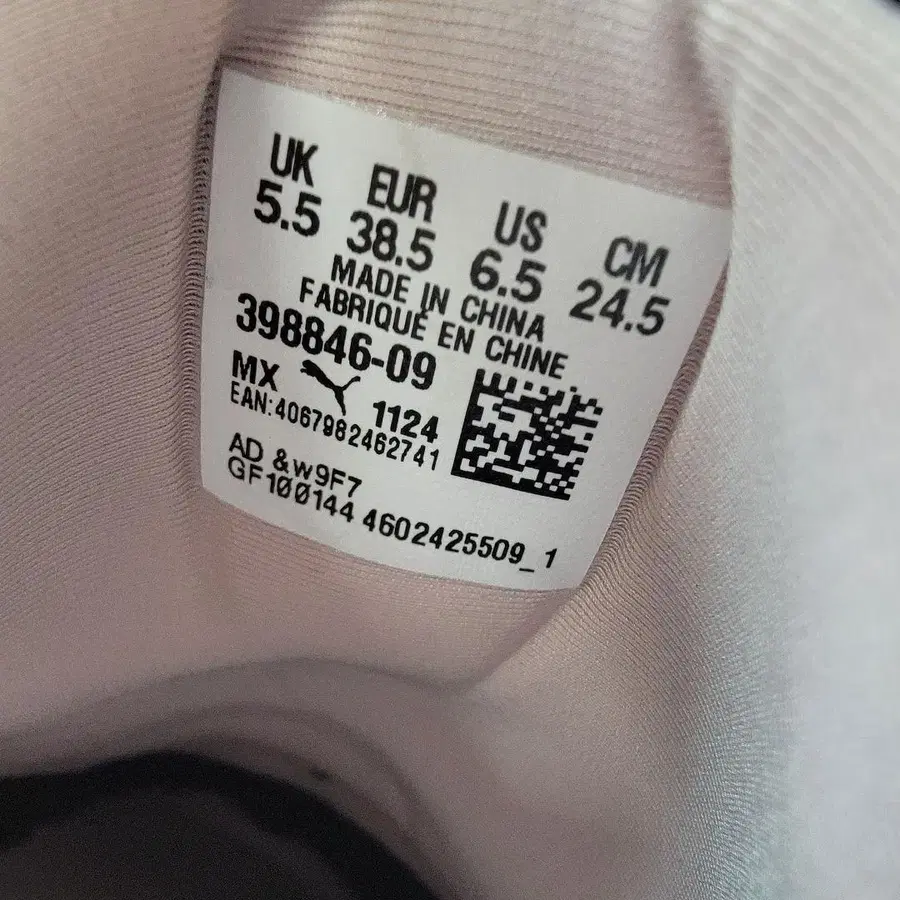 UK EUR US CM
5.5 38.5 6.5 24.5
MADE IN CHINA
FABRIQUÉ EN CHINE
398846-09
MX 1124
EAN:4067982462741
AD &w9F7
GF100144 4602425509_1